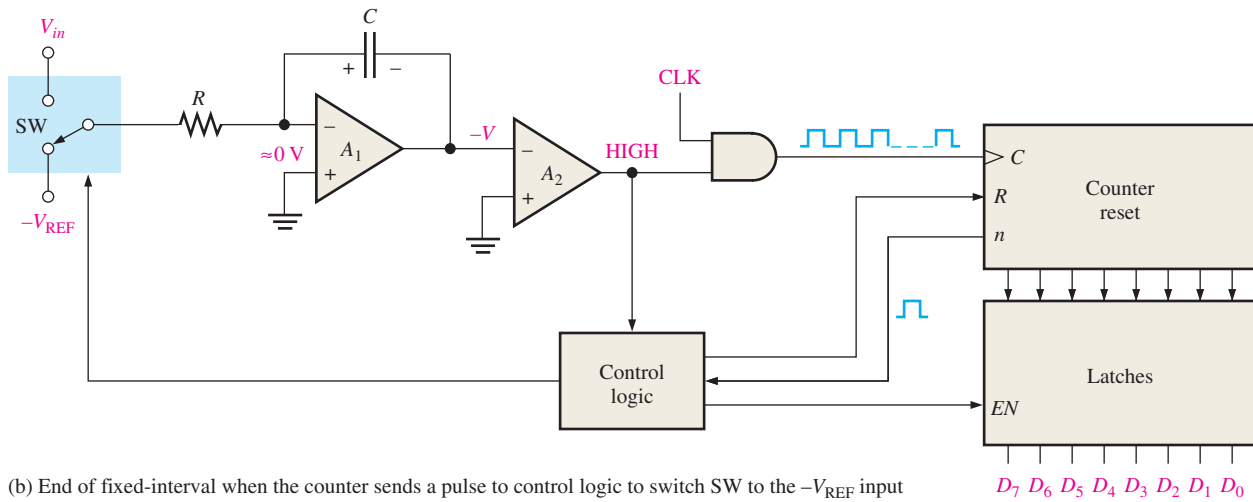 V_in
C
+ −
CLK
SW
R
−
A_1
+
≈0 V
−V
−
A_2
+
HIGH
C
Counter
reset
R
n
−V_REF
Control
logic
Latches
EN
D_7 D_6 D_5 D_4 D_3 D_2 D_1 D_0
(b) End of fixed-interval when the counter sends a pulse to control logic to switch SW to the −V_REF input